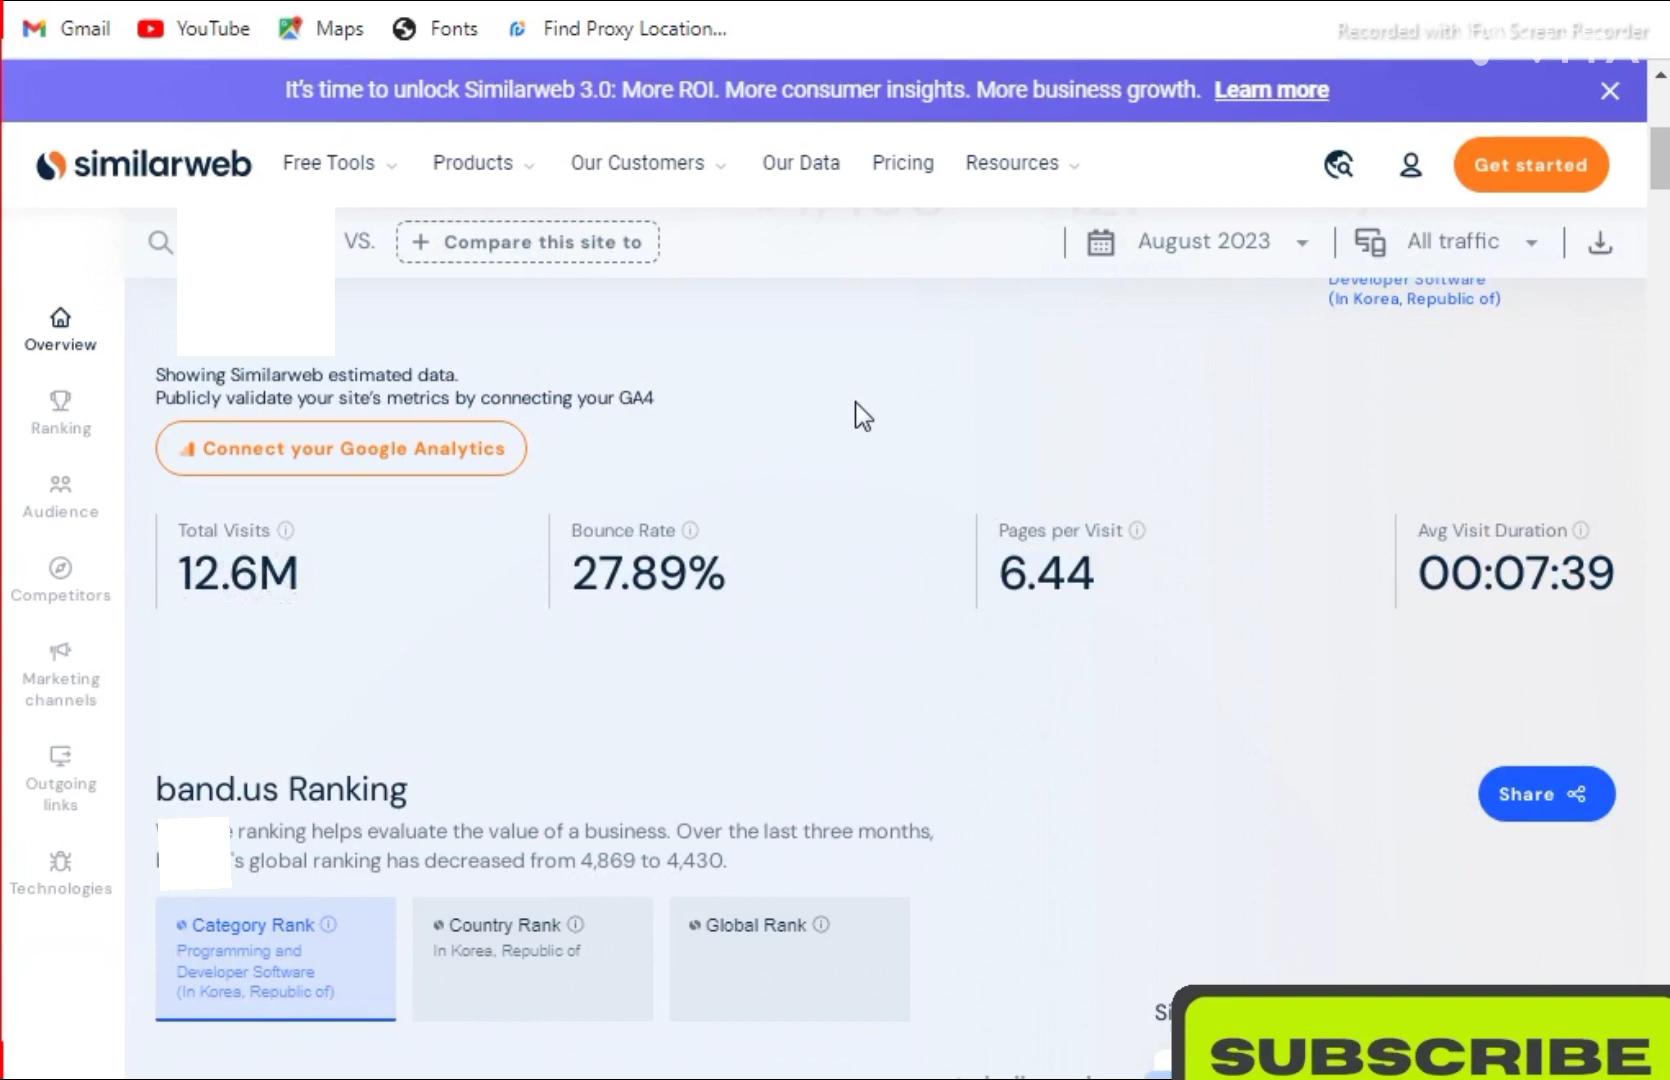 Gmail YouTube Maps Fonts Find Proxy Location...
Recorded with iFun Screen Recorder
It's time to unlock Similarweb 3.0: More ROI. More consumer insights. More business growth. Learn more
similarweb Free Tools Products Our Customers Our Data Pricing Resources Get started
VS. + Compare this site to August 2023 All traffic
Developer Software
(In Korea, Republic of)
Overview
Ranking
Audience
Competitors
Marketing
channels
Outgoing
links
Technologies
Showing Similarweb estimated data.
Publicly validate your site's metrics by connecting your GA4
Connect your Google Analytics
Total Visits Bounce Rate Pages per Visit Avg Visit Duration
12.6M 27.89% 6.44 00:07:39
band.us Ranking
Share
ranking helps evaluate the value of a business. Over the last three months,
's global ranking has decreased from 4,869 to 4,430.
Category Rank
Programming and
Developer Software
(In Korea, Republic of)
Country Rank
In Korea, Republic of
Global Rank
SUBSCRIBE